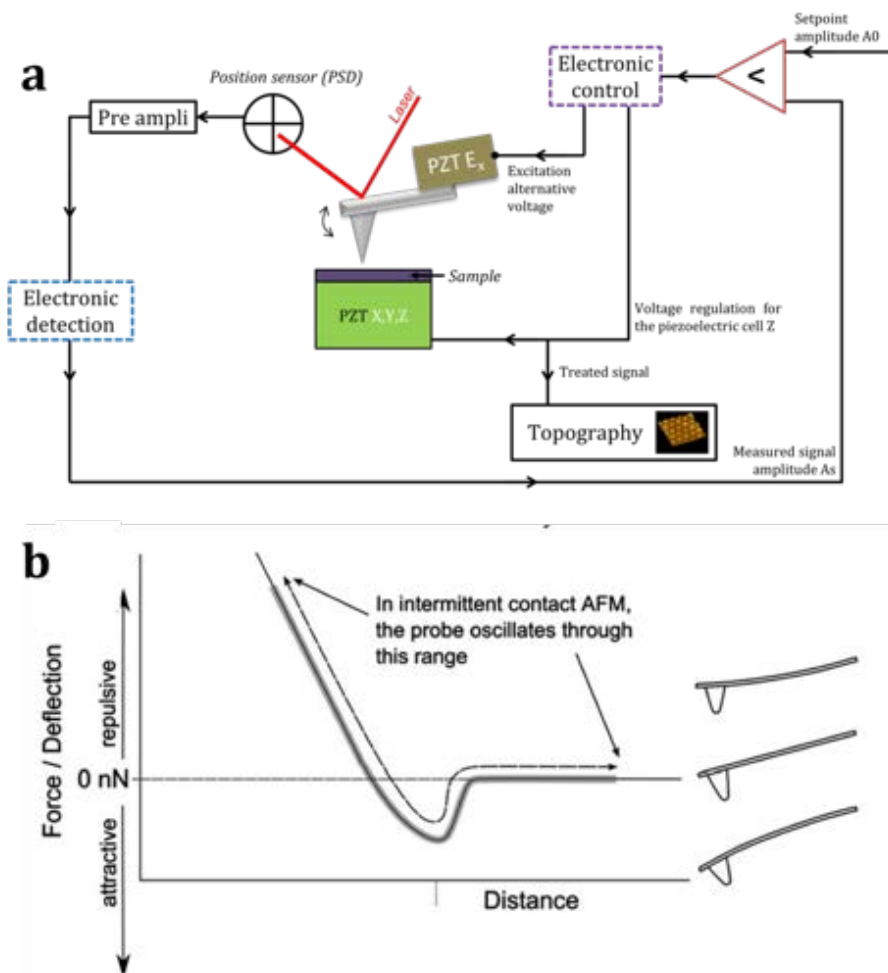 a
Position sensor (PSD)
Pre ampli
Laser
PZT Ex
Electronic
control
Setpoint
amplitude A0
<
Excitation
alternative
voltage
Sample
PZT X,Y,Z
Electronic
detection
Voltage regulation for
the piezoelectric cell Z
Treated signal
Topography
Measured signal
amplitude As
b
In intermittent contact AFM,
the probe oscillates through
this range
Force / Deflection
repulsive
0 nN
attractive
Distance